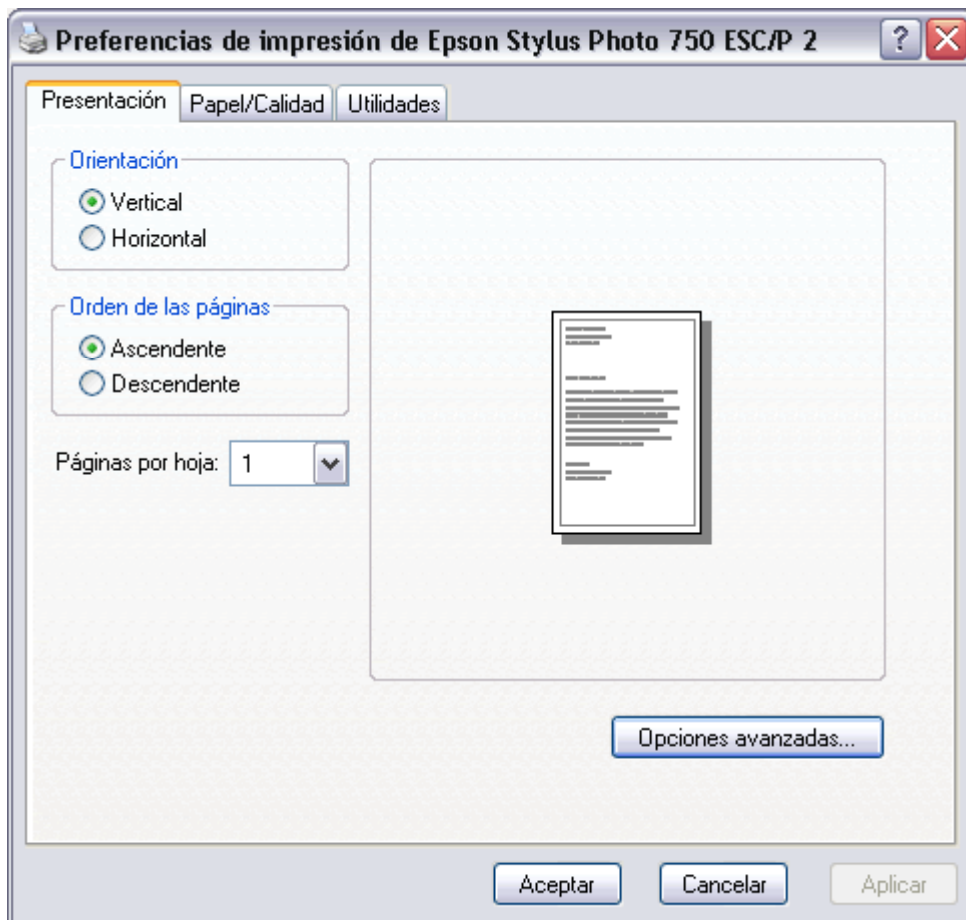 Preferencias de impresión de Epson Stylus Photo 750 ESC/P 2
Presentación Papel/Calidad Utilidades
Orientación
Vertical
Horizontal
Orden de las páginas
Ascendente
Descendente
Páginas por hoja: 1
Opciones avanzadas...
Aceptar Cancelar Aplicar